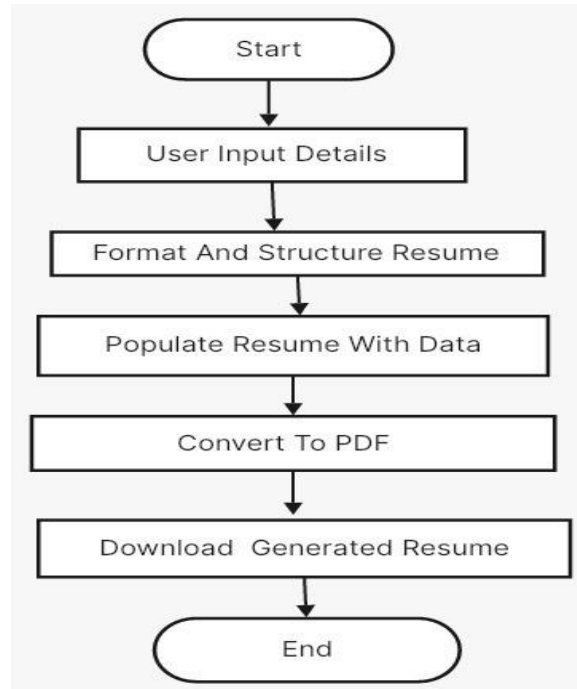 Start
User Input Details
Format And Structure Resume
Populate Resume With Data
Convert To PDF
Download Generated Resume
End